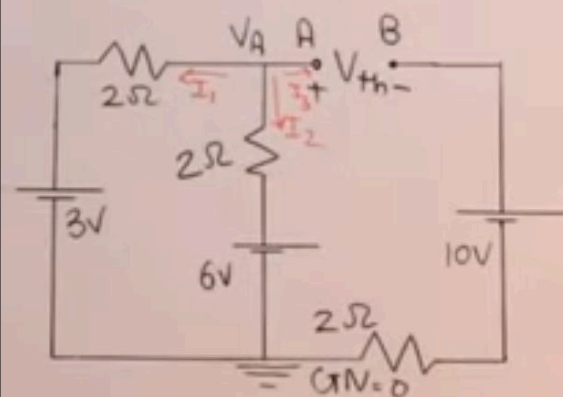 VA A B
Vth
+ -
2Ω
I1
I3
I2
2Ω
3V
6V
10V
2Ω
GN=0